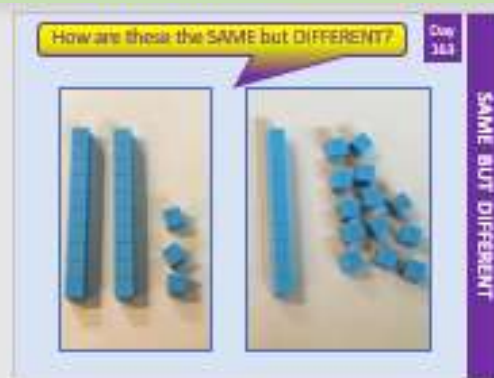 How are these the SAME but DIFFERENT?
Day
163
SAME BUT DIFFERENT